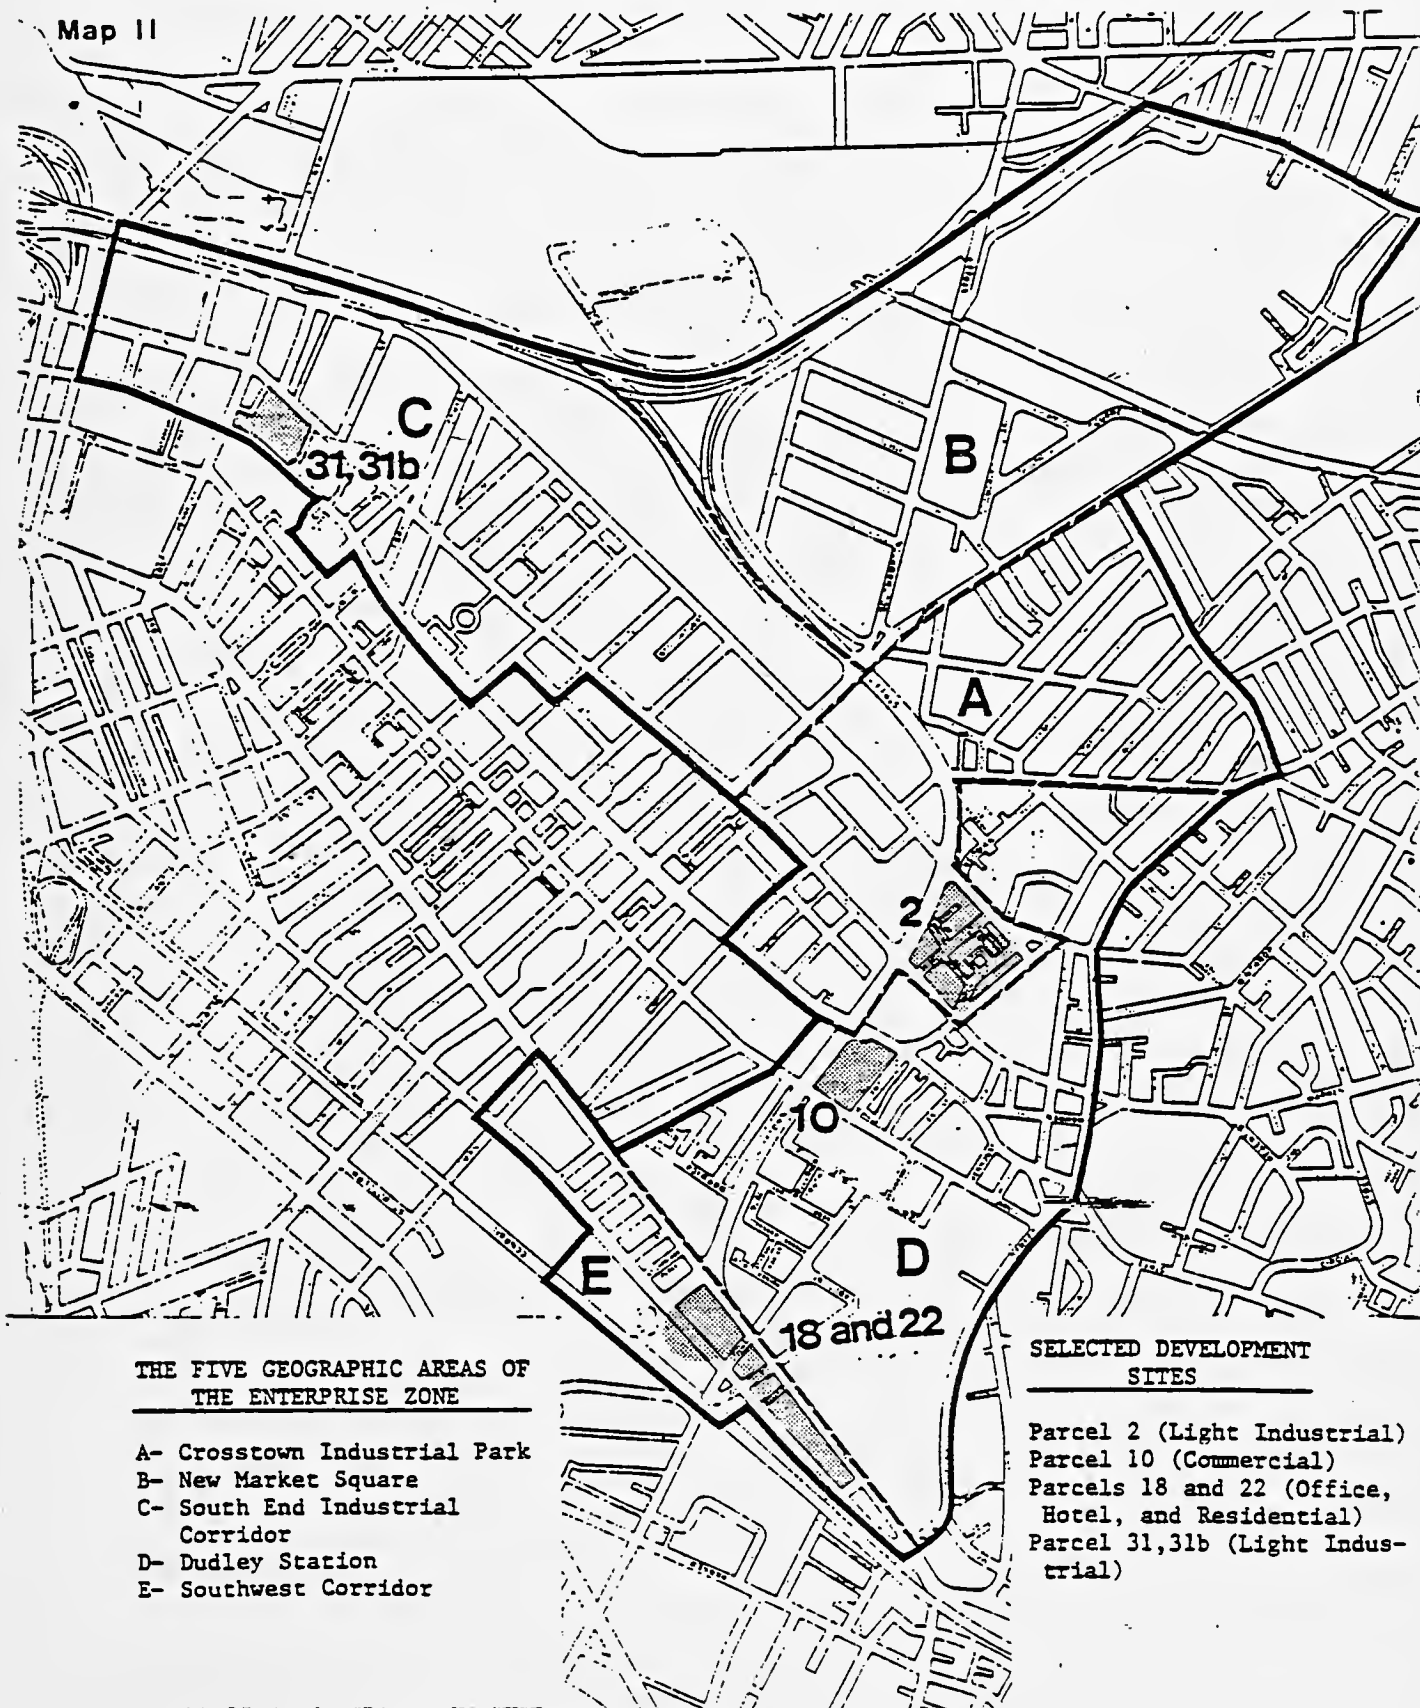 Map II
C
31,31b
B
A
2
10
D
E
18 and 22
THE FIVE GEOGRAPHIC AREAS OF
THE ENTERPRISE ZONE
A- Crosstown Industrial Park
B- New Market Square
C- South End Industrial
Corridor
D- Dudley Station
E- Southwest Corridor
SELECTED DEVELOPMENT
SITES
Parcel 2 (Light Industrial)
Parcel 10 (Commercial)
Parcels 18 and 22 (Office,
Hotel, and Residential)
Parcel 31,31b (Light Indus-
trial)